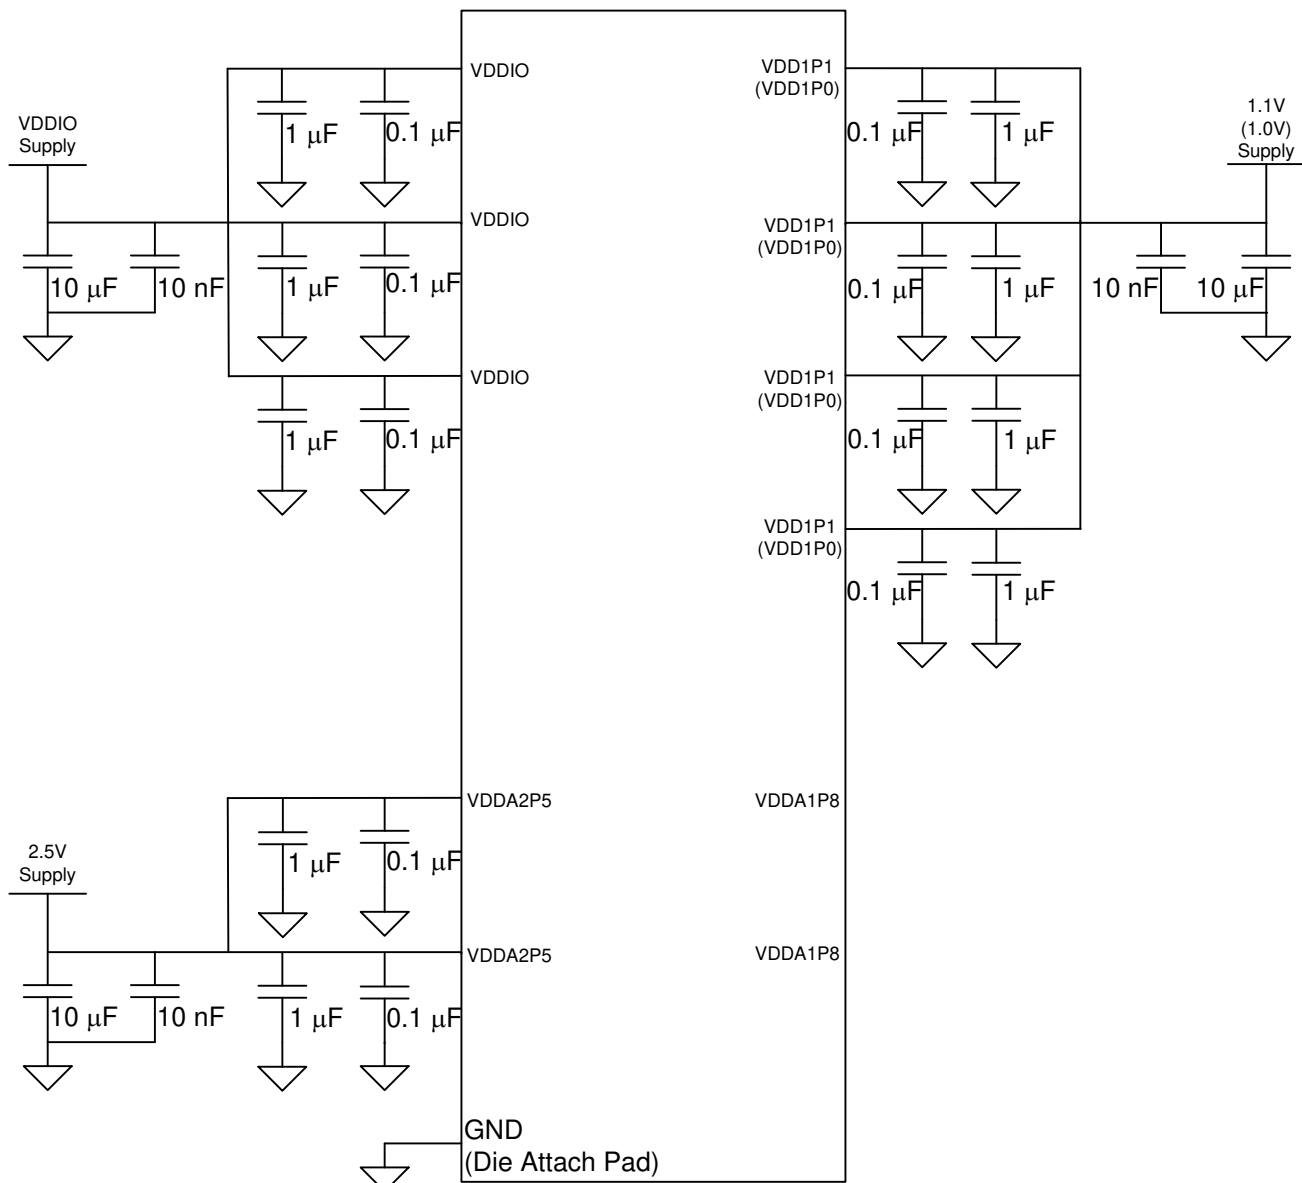 VDDIO
1 μF
0.1 μF
VDD1P1
(VDD1P0)
0.1 μF
1 μF
VDDIO
Supply
1.1V
(1.0V)
Supply
VDDIO
10 μF
10 nF
1 μF
0.1 μF
VDD1P1
(VDD1P0)
0.1 μF
1 μF
10 nF
10 μF
VDDIO
1 μF
0.1 μF
VDD1P1
(VDD1P0)
0.1 μF
1 μF
VDD1P1
(VDD1P0)
0.1 μF
1 μF
VDDA2P5
VDDA1P8
1 μF
0.1 μF
2.5V
Supply
VDDA2P5
VDDA1P8
10 μF
10 nF
1 μF
0.1 μF
GND
(Die Attach Pad)